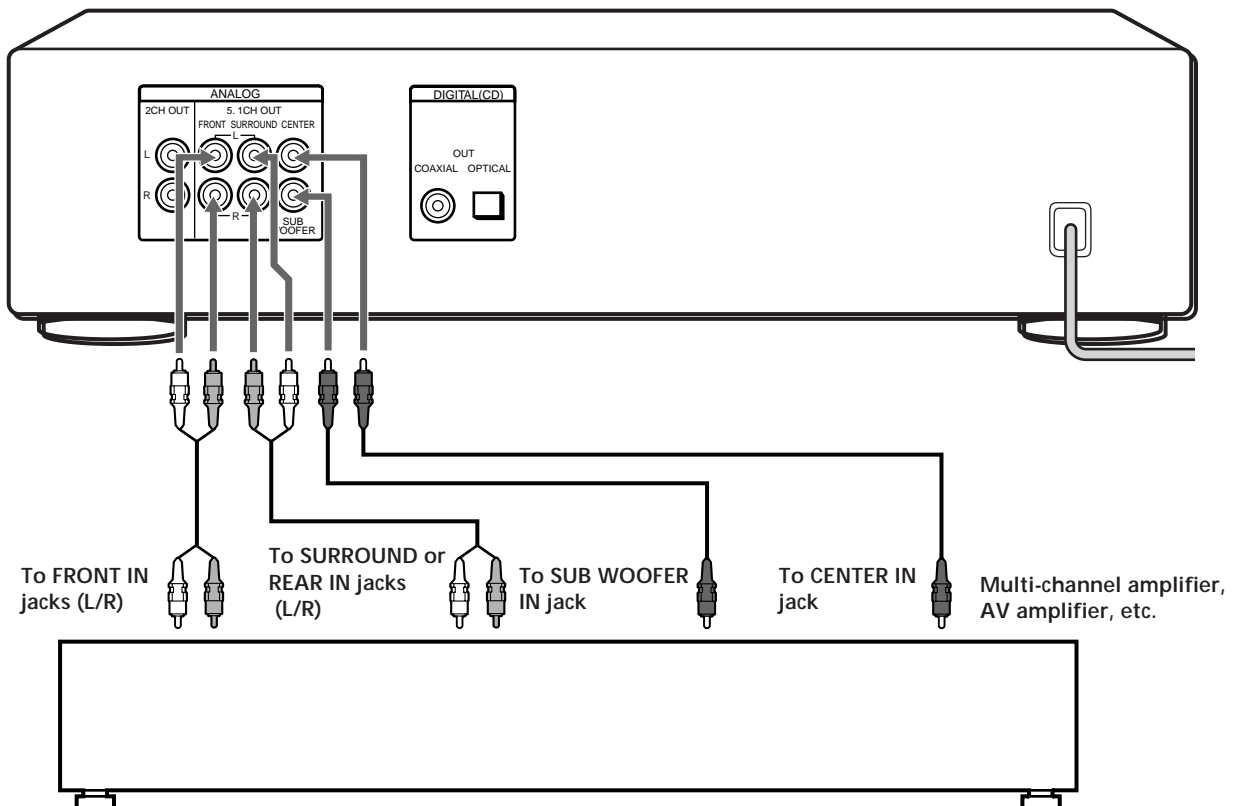 ANALOG
2CH OUT
5. 1CH OUT
FRONT SURROUND CENTER
L
L
R
R
SUB
WOOFER
DIGITAL(CD)
OUT
COAXIAL OPTICAL
To FRONT IN
jacks (L/R)
To SURROUND or
REAR IN jacks
(L/R)
To SUB WOOFER
IN jack
To CENTER IN
jack
Multi-channel amplifier,
AV amplifier, etc.